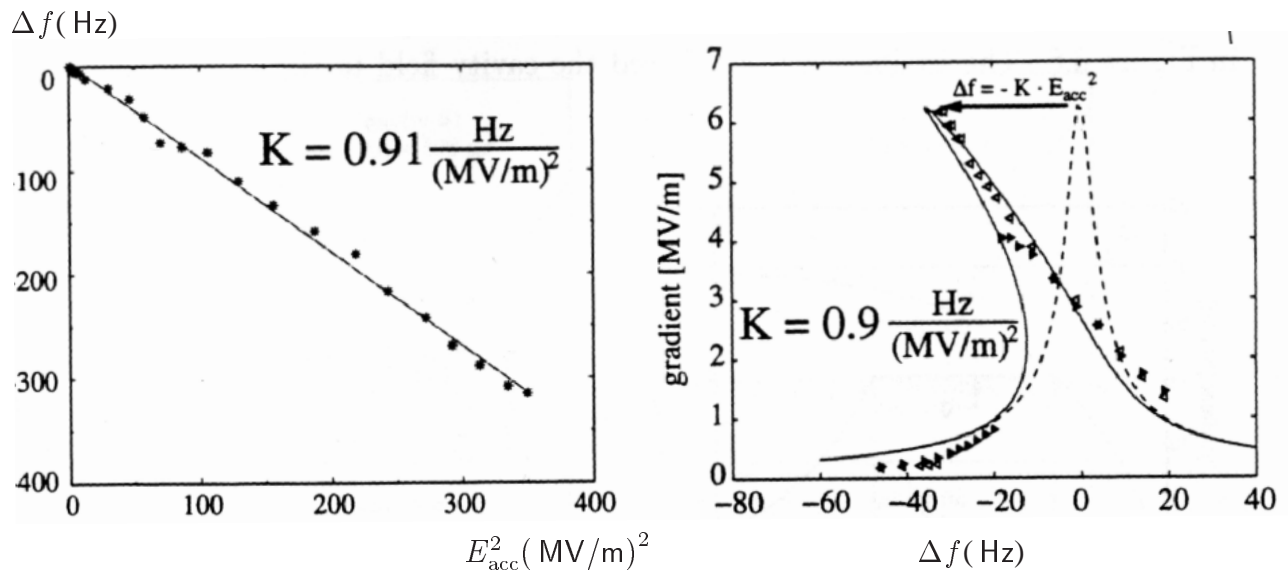 Δf(Hz)
0
-100
-200
-300
-400
K = 0.91 Hz/(MV/m)²
0 100 200 300 400
E²acc(MV/m)²
7
6
5
4
3
2
1
0
gradient [MV/m]
Δf = - K · Eacc²
K = 0.9 Hz/(MV/m)²
−80 −60 −40 −20 0 20 40
Δf(Hz)